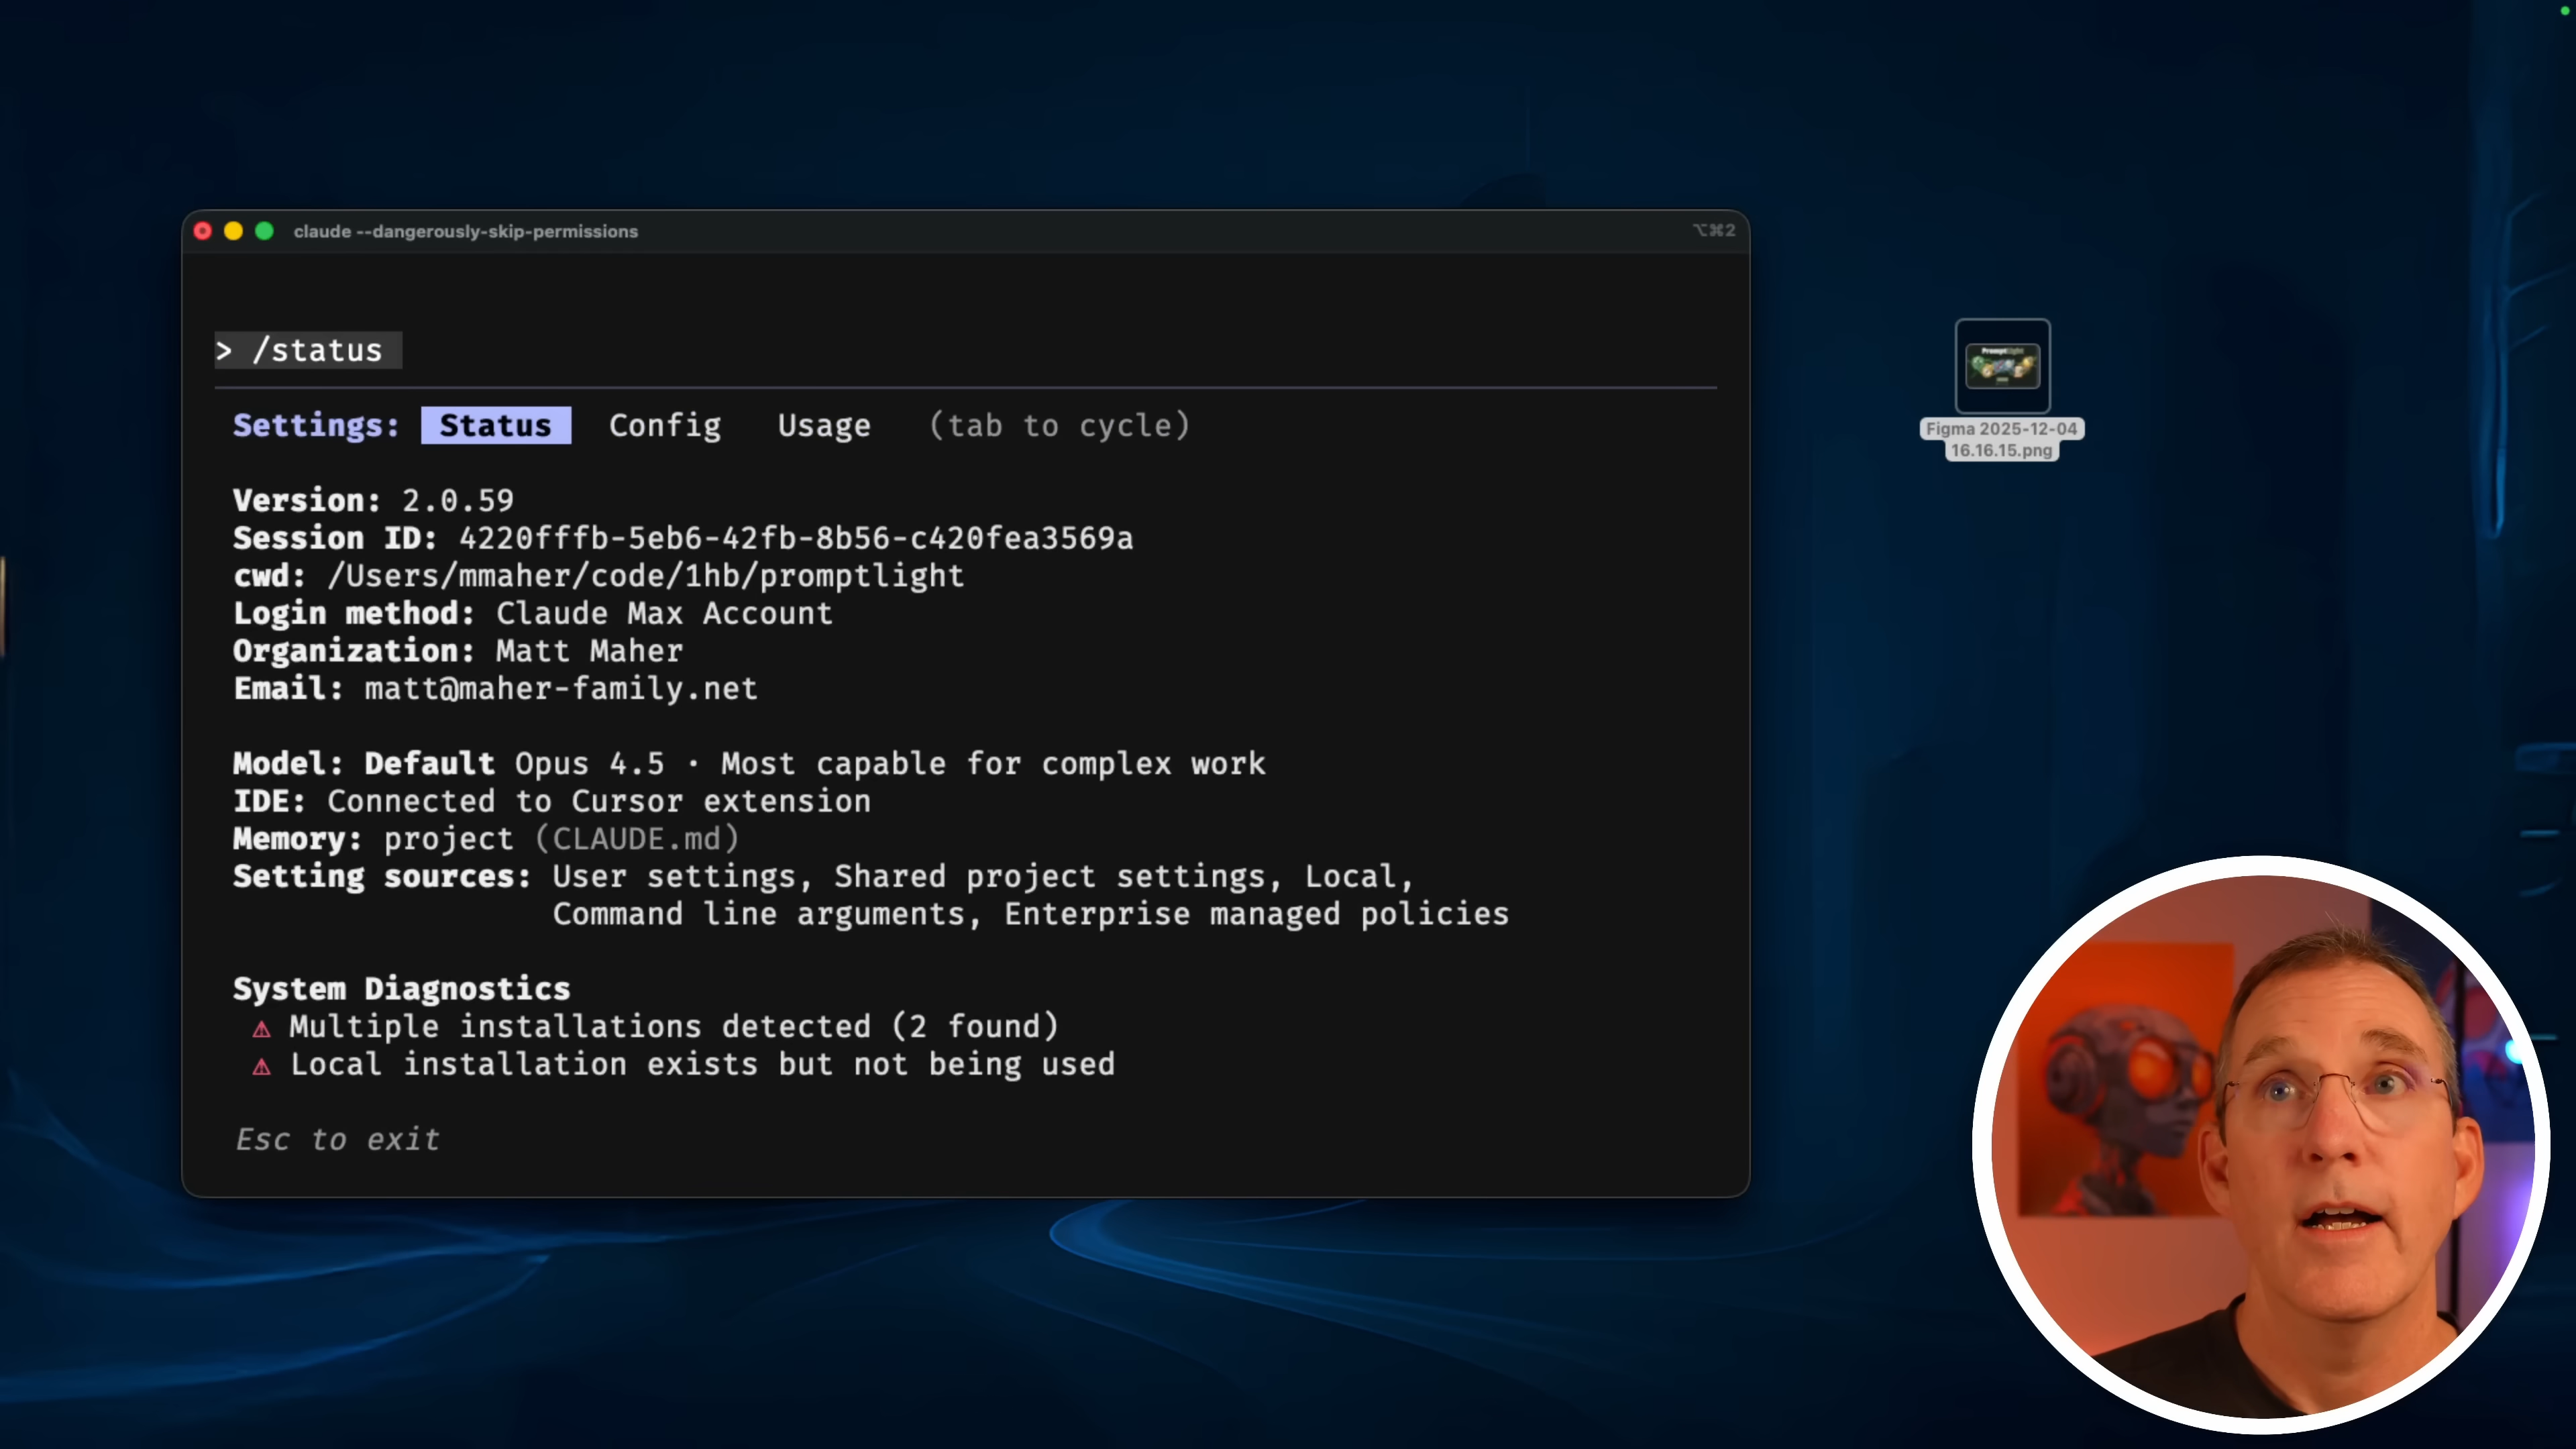 claude --dangerously-skip-permissions
⌥⌘2
> /status
Settings: Status Config Usage (tab to cycle)
Version: 2.0.59
Session ID: 4220fffb-5eb6-42fb-8b56-c420fea3569a
cwd: /Users/mmaher/code/1hb/promptlight
Login method: Claude Max Account
Organization: Matt Maher
Email: matt@maher-family.net
Model: Default Opus 4.5 · Most capable for complex work
IDE: Connected to Cursor extension
Memory: project (CLAUDE.md)
Setting sources: User settings, Shared project settings, Local,
Command line arguments, Enterprise managed policies
System Diagnostics
⚠ Multiple installations detected (2 found)
⚠ Local installation exists but not being used
Esc to exit
PromptLight
Figma 2025-12-04
16.16.15.png